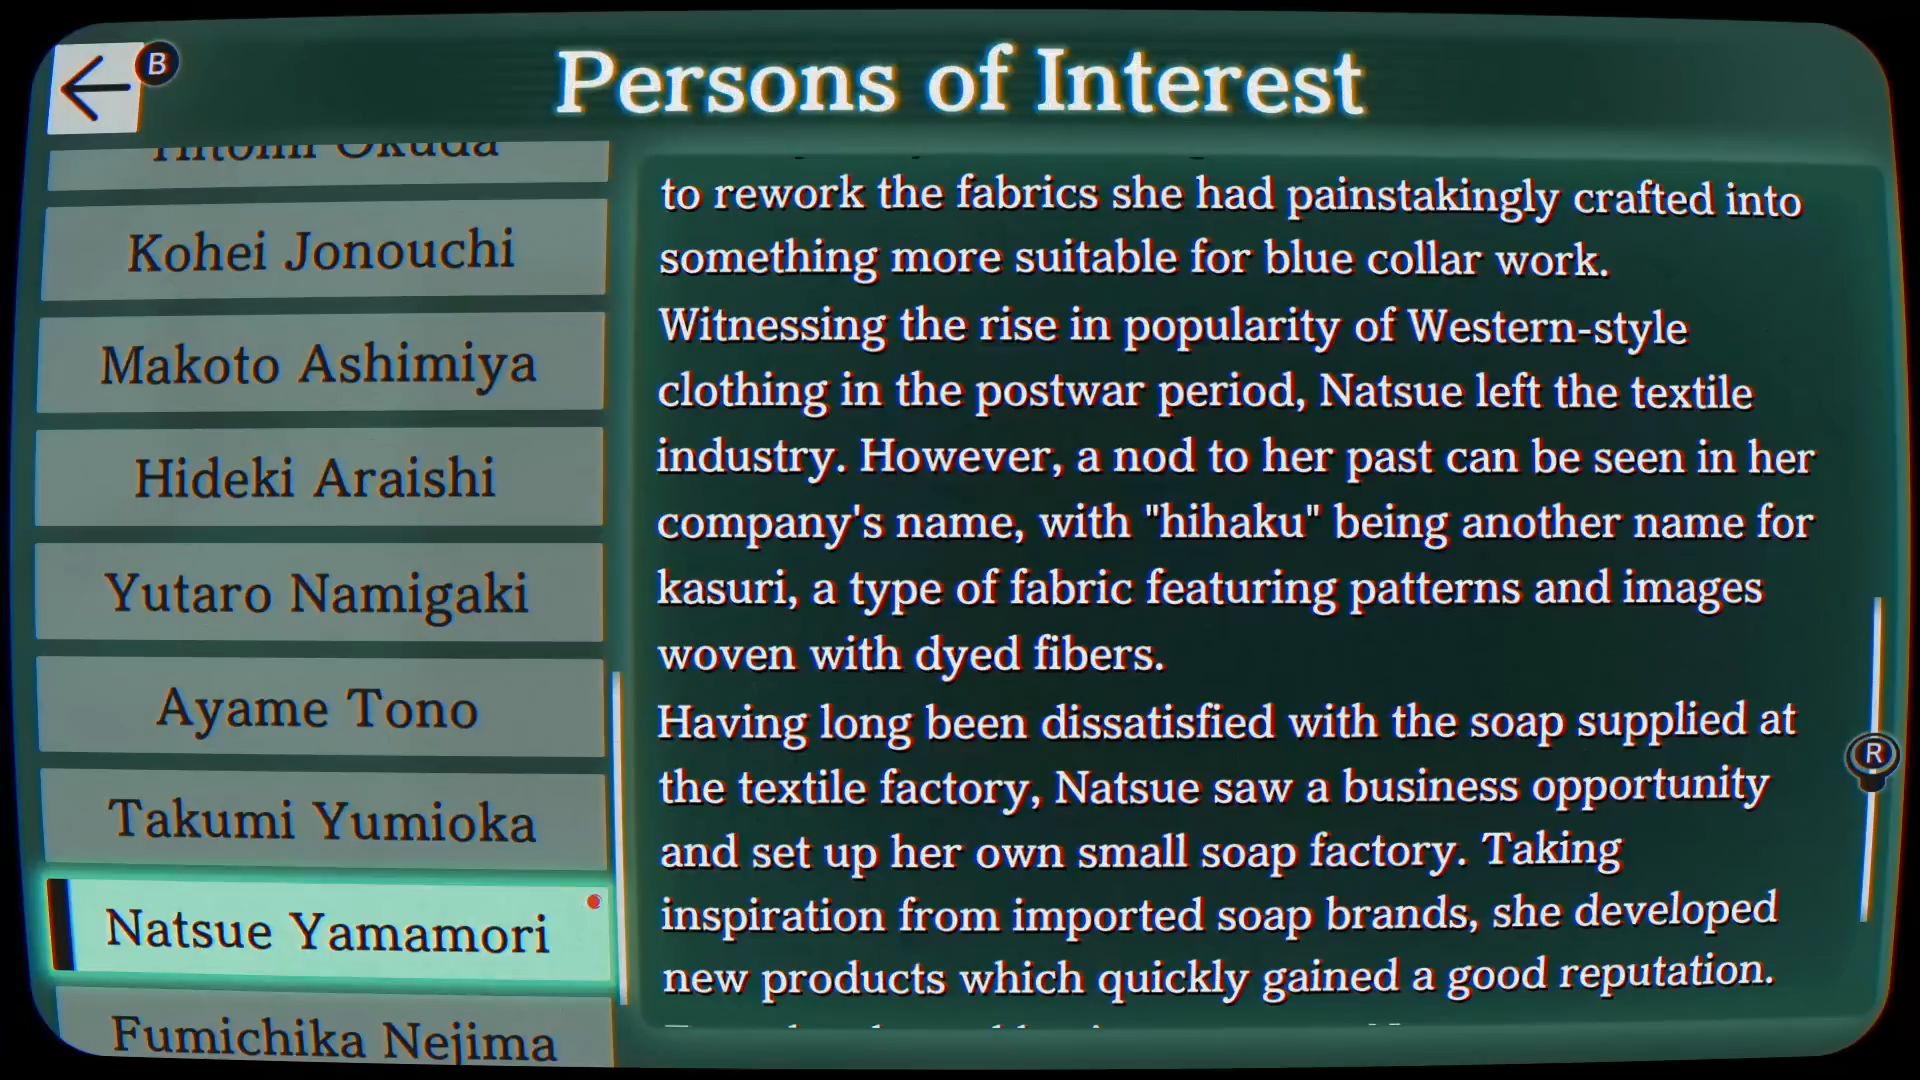 B
Persons of Interest
Hitomi Okuda
Kohei Jonouchi
Makoto Ashimiya
Hideki Araishi
Yutaro Namigaki
Ayame Tono
Takumi Yumioka
Natsue Yamamori
Fumichika Nejima
to rework the fabrics she had painstakingly crafted into
something more suitable for blue collar work.
Witnessing the rise in popularity of Western-style
clothing in the postwar period, Natsue left the textile
industry. However, a nod to her past can be seen in her
company's name, with "hihaku" being another name for
kasuri, a type of fabric featuring patterns and images
woven with dyed fibers.
Having long been dissatisfied with the soap supplied at
the textile factory, Natsue saw a business opportunity
and set up her own small soap factory. Taking
inspiration from imported soap brands, she developed
new products which quickly gained a good reputation.
R